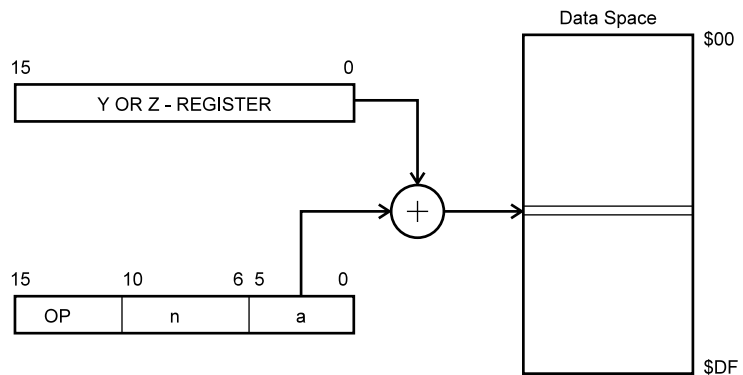 Data Space
$00
15 0
Y OR Z - REGISTER
+
15 10 6 5 0
OP n a
$DF